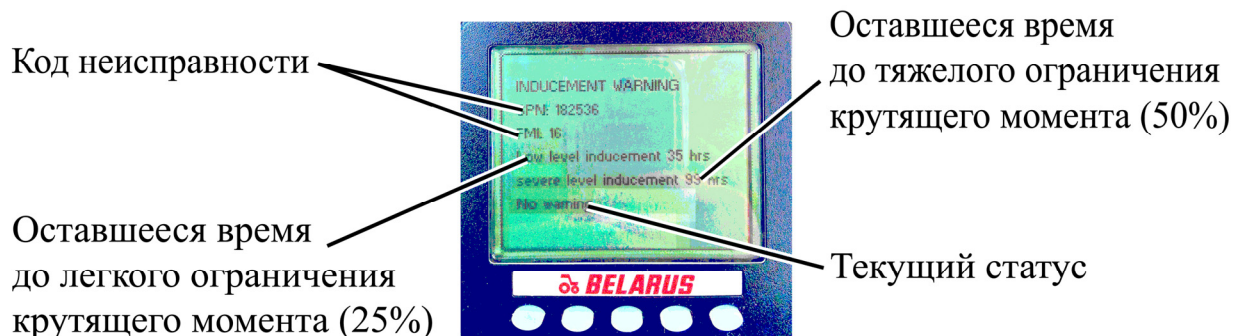 Код неисправности
Оставшееся время
до тяжелого ограничения
крутящего момента (50%)
INDUCEMENT WARNING
SPN: 182536
FMI: 16
Low level inducement 35 hrs
severe level inducement 99 hrs
No warning
Оставшееся время
до легкого ограничения
крутящего момента (25%)
Текущий статус
BELARUS